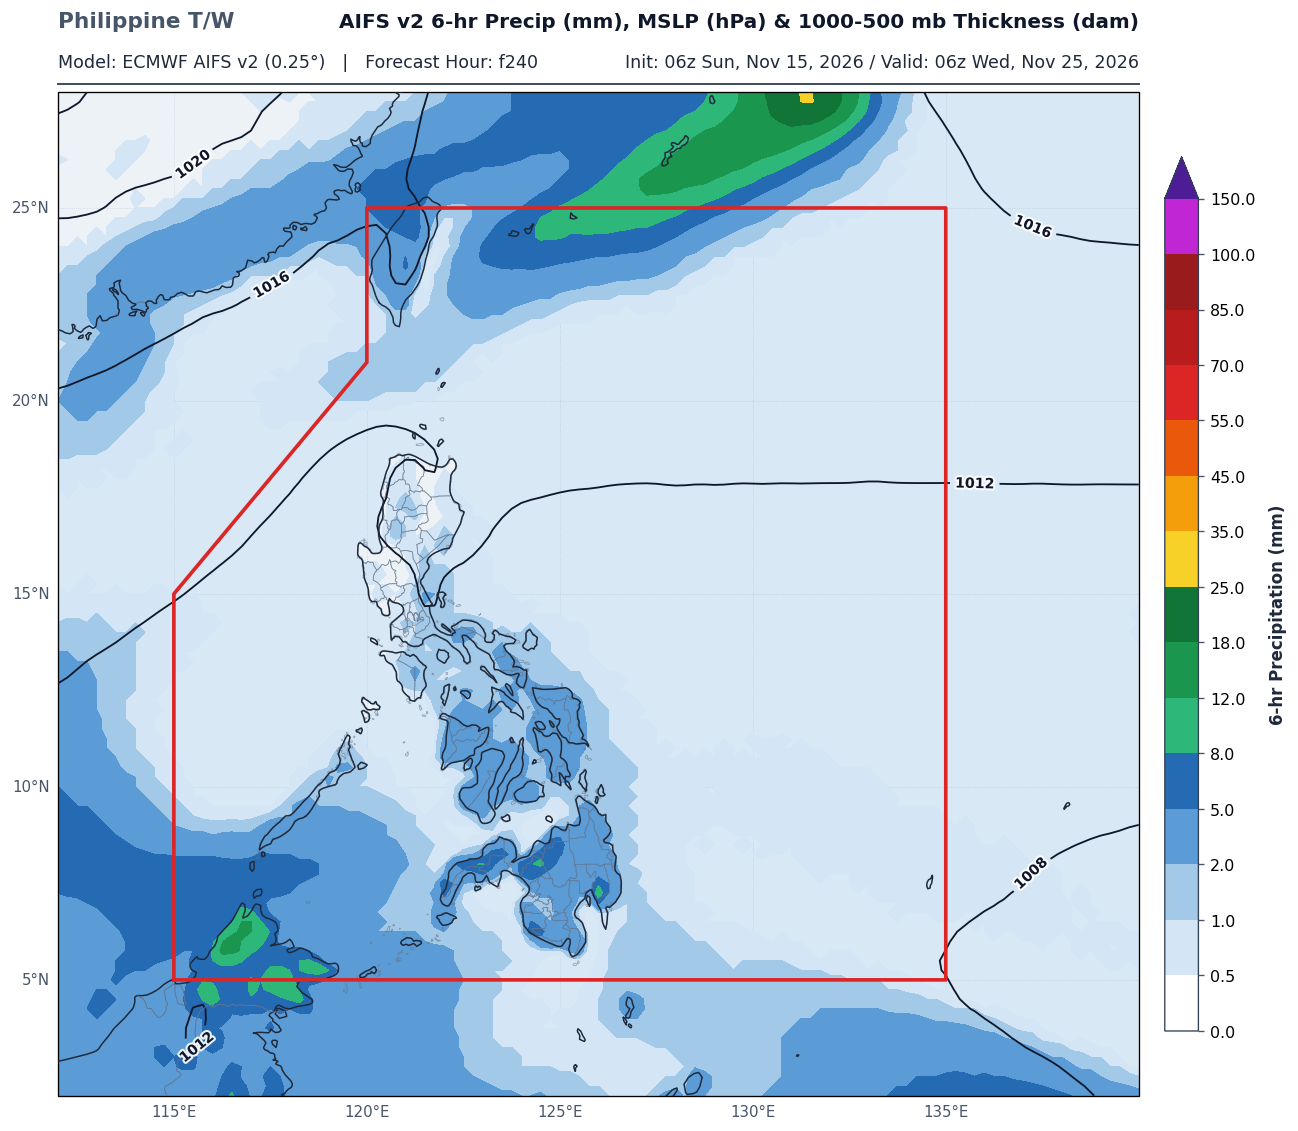 Philippine T/W
AIFS v2 6-hr Precip (mm), MSLP (hPa) & 1000-500 mb Thickness (dam)
Model: ECMWF AIFS v2 (0.25°)   |   Forecast Hour: f240
Init: 06z Sun, Nov 15, 2026 / Valid: 06z Wed, Nov 25, 2026
1020
1016
1016
1012
1008
1012
25°N
20°N
15°N
10°N
5°N
115°E
120°E
125°E
130°E
135°E
150.0
100.0
85.0
70.0
55.0
45.0
35.0
25.0
18.0
12.0
8.0
5.0
2.0
1.0
0.5
0.0
6-hr Precipitation (mm)